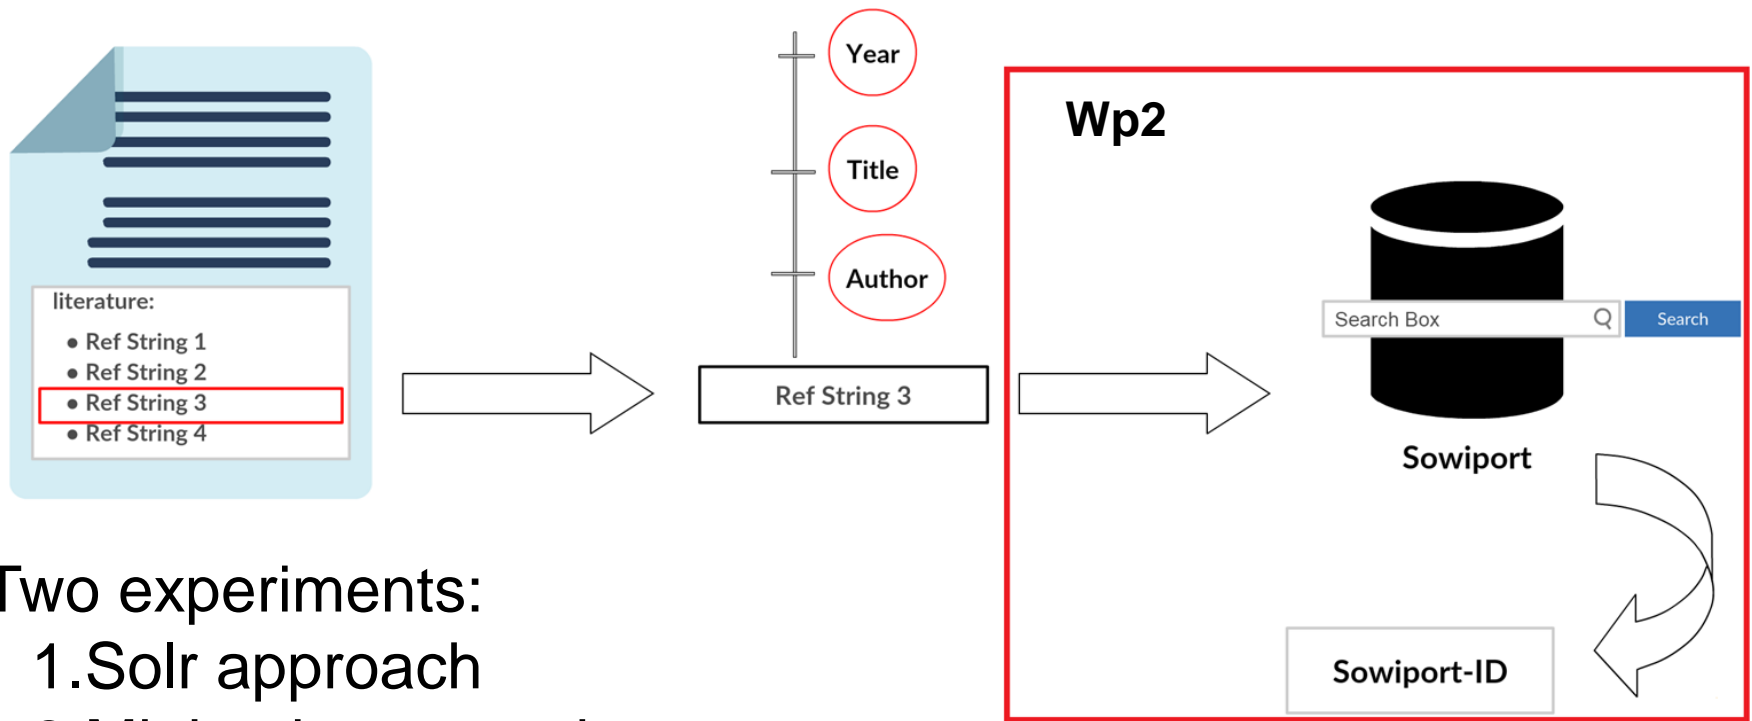 Year
Title
Author
literature:
• Ref String 1
• Ref String 2
• Ref String 3
• Ref String 4
Ref String 3
Wp2
Search Box
Search
Sowiport
Sowiport-ID
Two experiments:
1.Solr approach